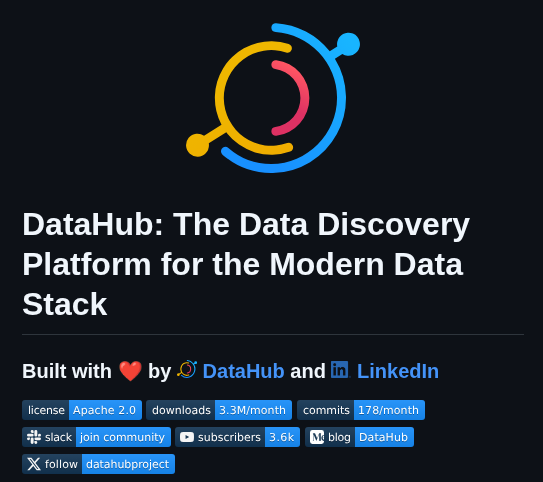 DataHub: The Data Discovery
Platform for the Modern Data
Stack
Built with ❤️ by DataHub and LinkedIn
license Apache 2.0 downloads 3.3M/month commits 178/month
slack join community subscribers 3.6k blog DataHub
follow datahubproject